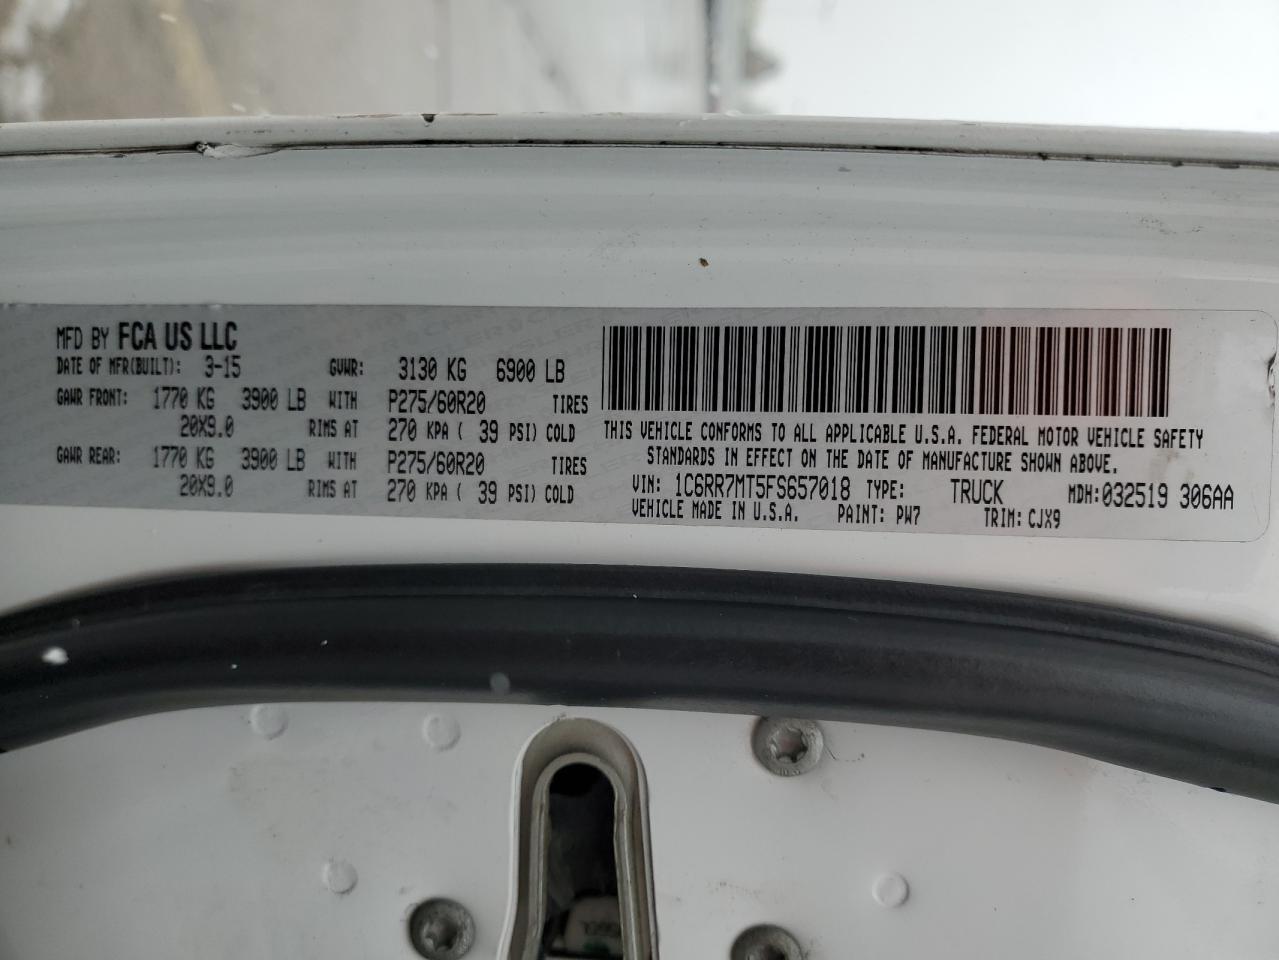 MFD BY FCA US LLC
DATE OF MFR(BUILT): 3-15 GVWR: 3130 KG 6900 LB
GAWR FRONT: 1770 KG 3900 LB WITH P275/60R20 TIRES
20X9.0 RIMS AT 270 KPA ( 39 PSI) COLD
GAWR REAR: 1770 KG 3900 LB WITH P275/60R20 TIRES
20X9.0 RIMS AT 270 KPA ( 39 PSI) COLD
THIS VEHICLE CONFORMS TO ALL APPLICABLE U.S.A. FEDERAL MOTOR VEHICLE SAFETY
STANDARDS IN EFFECT ON THE DATE OF MANUFACTURE SHOWN ABOVE.
VIN: 1C6RR7MT5FS657018 TYPE: TRUCK MDH:032519 306AA
VEHICLE MADE IN U.S.A. PAINT: PW7 TRIM: CJX9